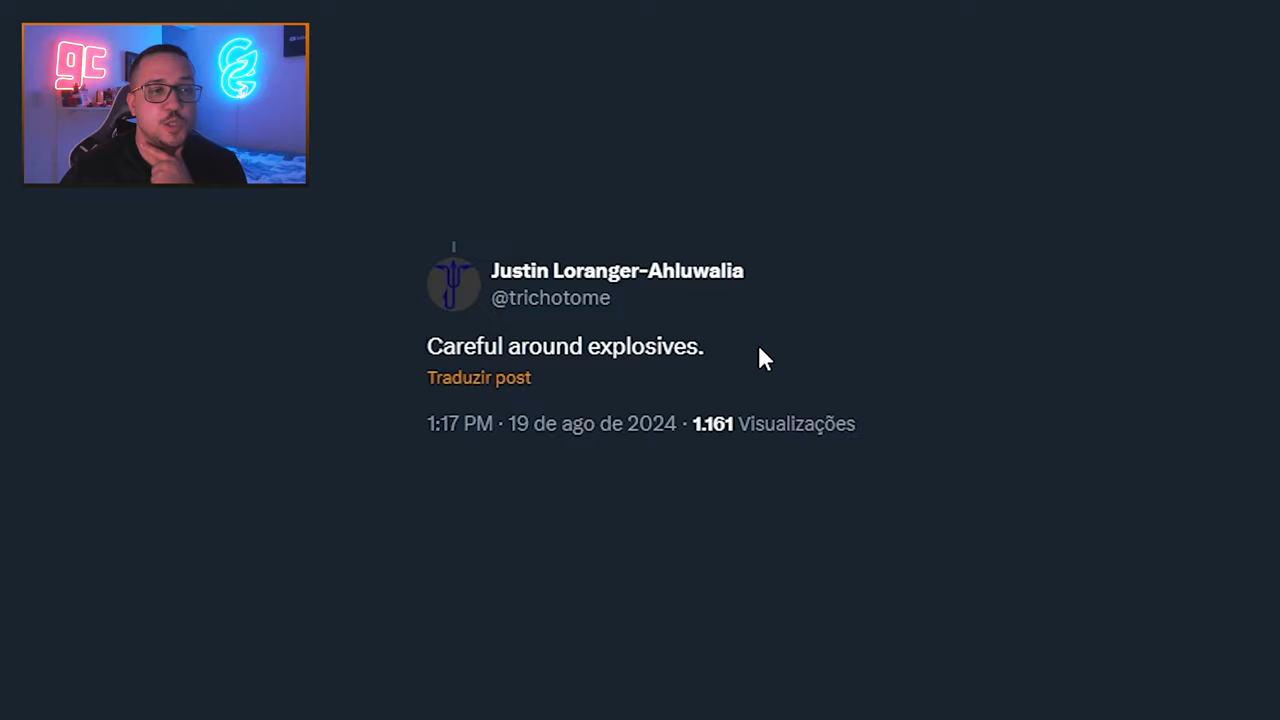 gc
Justin Loranger-Ahluwalia
@trichotome
Careful around explosives.
Traduzir post
1:17 PM · 19 de ago de 2024 · 1.161 Visualizações